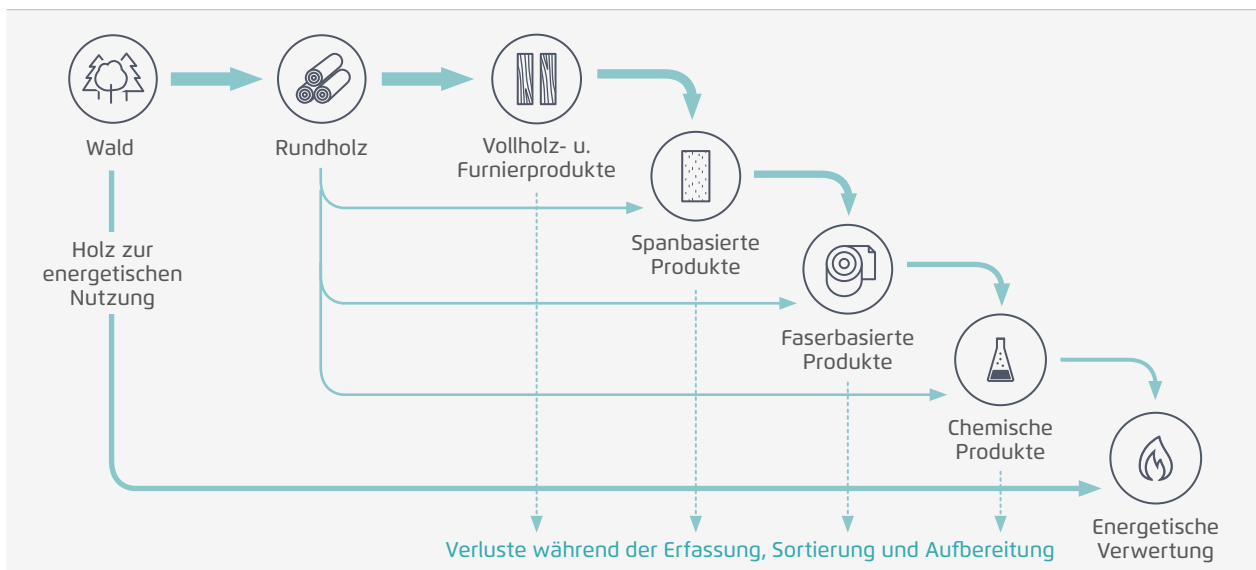 Wald
Rundholz
Vollholz- u.
Furnierprodukte
Spanbasierte
Produkte
Holz zur
energetischen
Nutzung
Faserbasierte
Produkte
Chemische
Produkte
Energetische
Verwertung
Verluste während der Erfassung, Sortierung und Aufbereitung